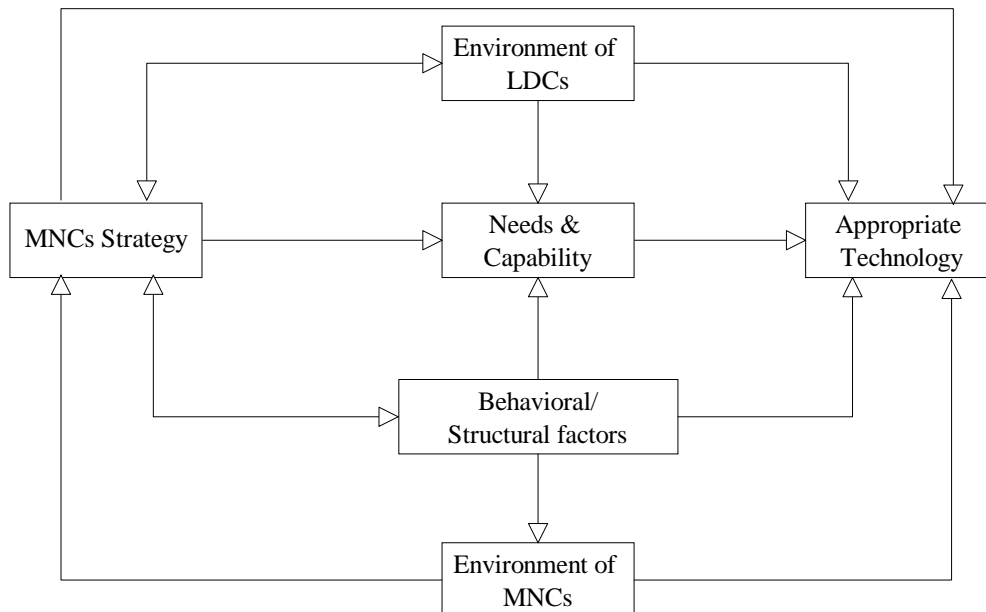 Environment of
LDCs
MNCs Strategy
Needs &
Capability
Appropriate
Technology
Behavioral/
Structural factors
Environment of
MNCs